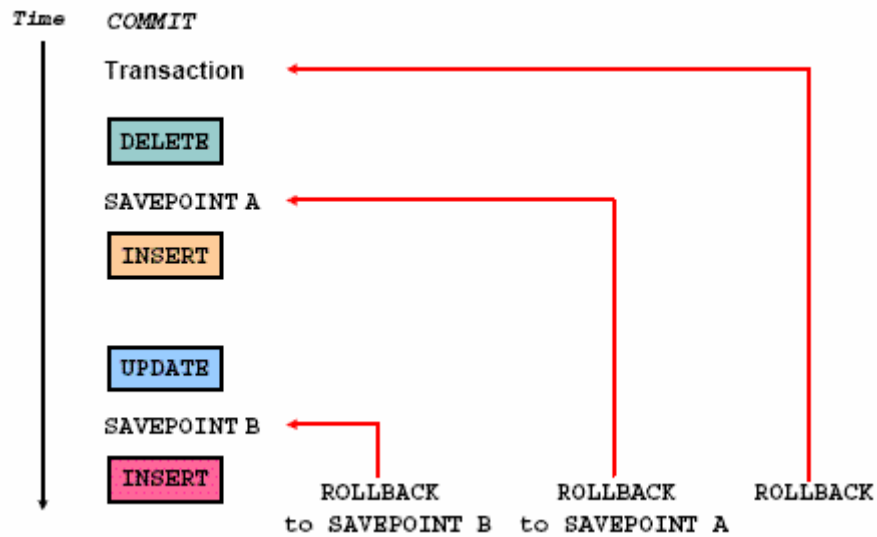 Time COMMIT
Transaction
DELETE
SAVEPOINT A
INSERT
UPDATE
SAVEPOINT B
INSERT
ROLLBACK ROLLBACK ROLLBACK
to SAVEPOINT B to SAVEPOINT A